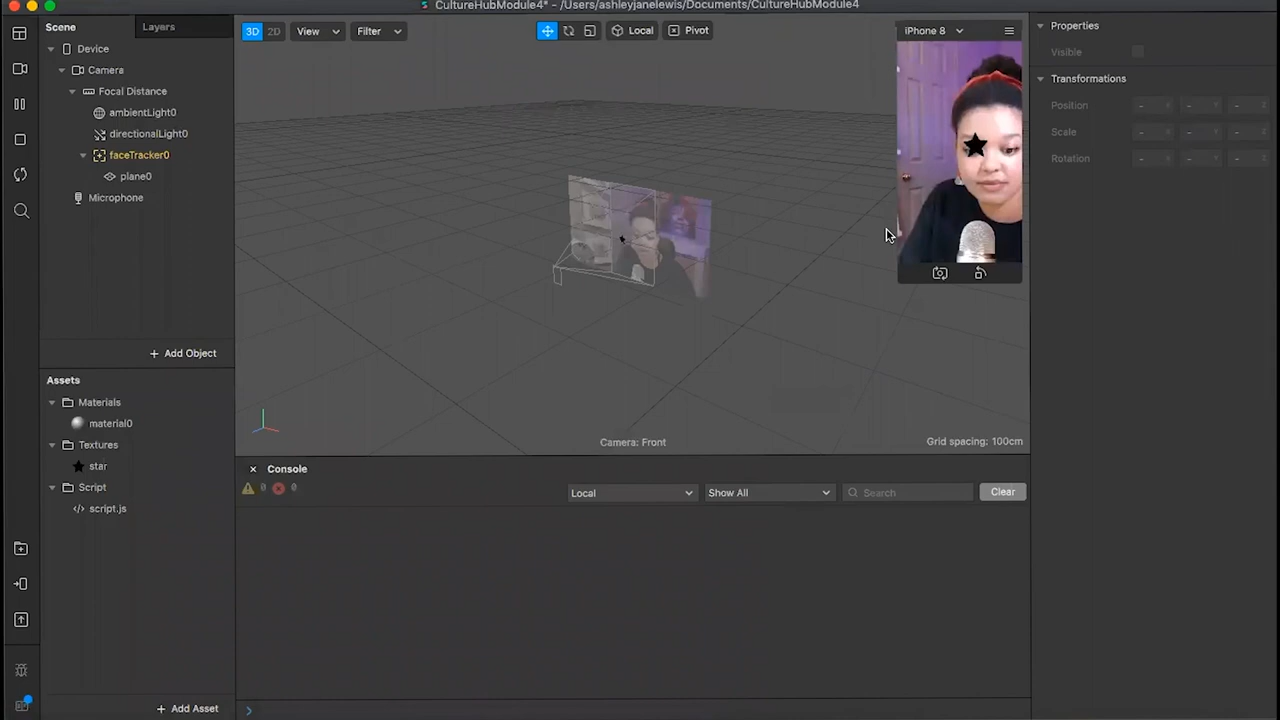 CultureHubModule4* - /Users/ashleyjanelewis/Documents/CultureHubModule4
Scene
Layers
Device
Camera
Focal Distance
ambientLight0
directionalLight0
faceTracker0
plane0
Microphone
+ Add Object
Assets
Materials
material0
Textures
star
Script
script.js
+ Add Asset
3D 2D View Filter
Local Pivot
iPhone 8
Camera: Front
Grid spacing: 100cm
Console
0 0
Local
Show All
Search
Clear
Properties
Visible
Transformations
Position - - -
Scale - - -
Rotation - - -